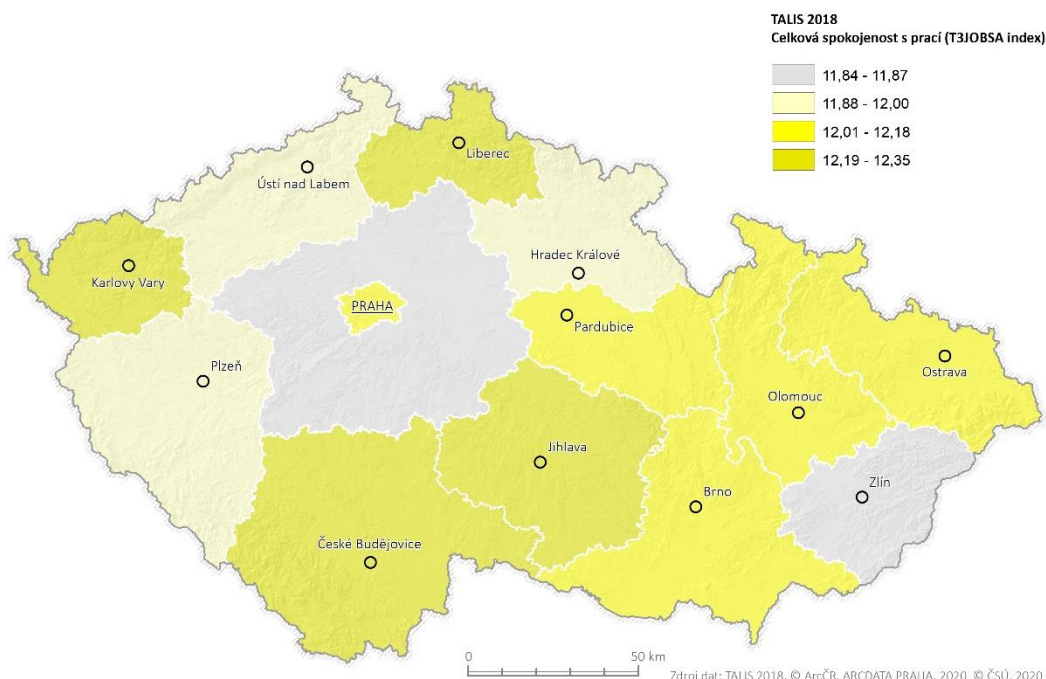 TALIS 2018
Celková spokojenost s prací (T3JOBSA index)
11,84 - 11,87
11,88 - 12,00
12,01 - 12,18
12,19 - 12,35
Liberec
Ústí nad Labem
Hradec Králové
Karlovy Vary
PRAHA
Pardubice
Plzeň
Ostrava
Olomouc
Jihlava
Zlín
Brno
České Budějovice
0 50 km
Zdroj dat: TALIS 2018, © ArcČR, ARCDATA PRAHA, 2020, © ČSÚ, 2020